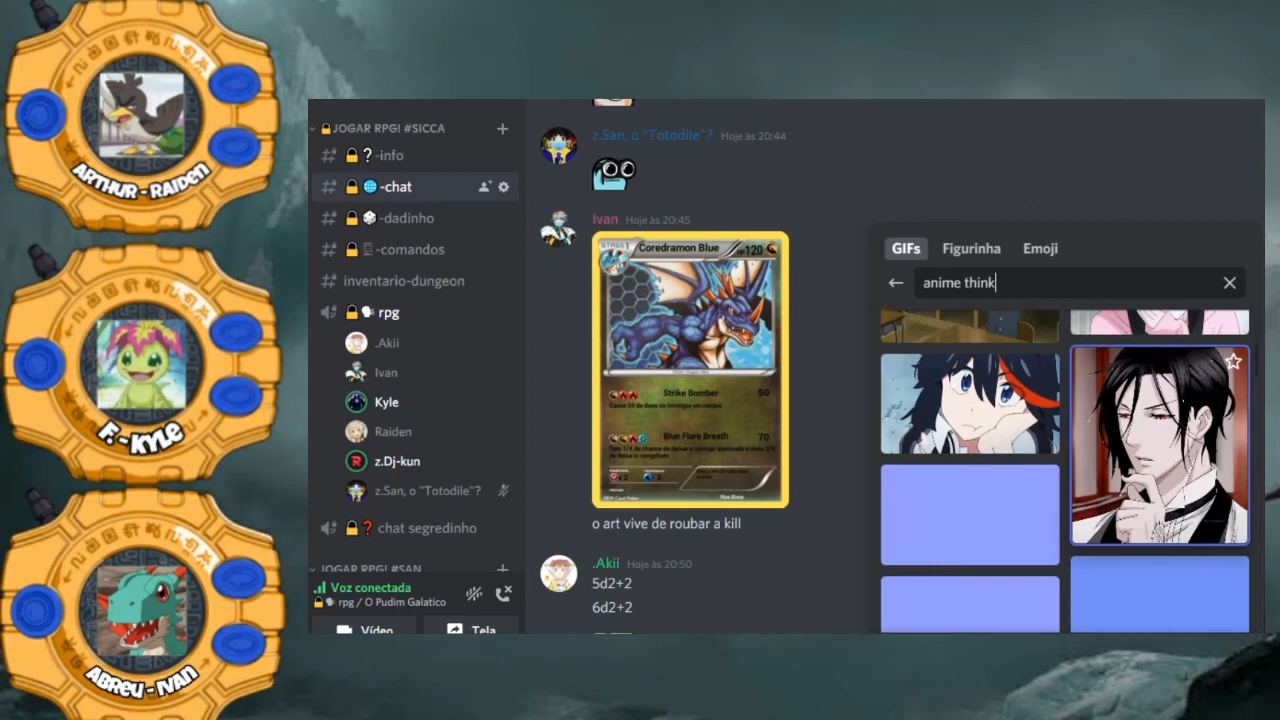 ARTHUR - RAIDEN
F. - KYLE
ABREU - IVAN
JOGAR RPG! #SICCA
-info
-chat
-dadinho
-comandos
inventario-dungeon
rpg
.Akii
Ivan
Kyle
Raiden
z.Dj-kun
z.San, o "Totodile"?
chat segredinho
JOGAR RPG! #SAN
Voz conectada
rpg / O Pudim Galatico
Vídeo
Tela
z.San, o "Totodile"? Hoje às 20:44
Ivan Hoje às 20:45
STAGE 1 Coredramon Blue HP 120
Strike Bomber 50
Blue Flare Breath 70
o art vive de roubar a kill
.Akii Hoje às 20:50
5d2+2
6d2+2
GIFs Figurinha Emoji
anime think